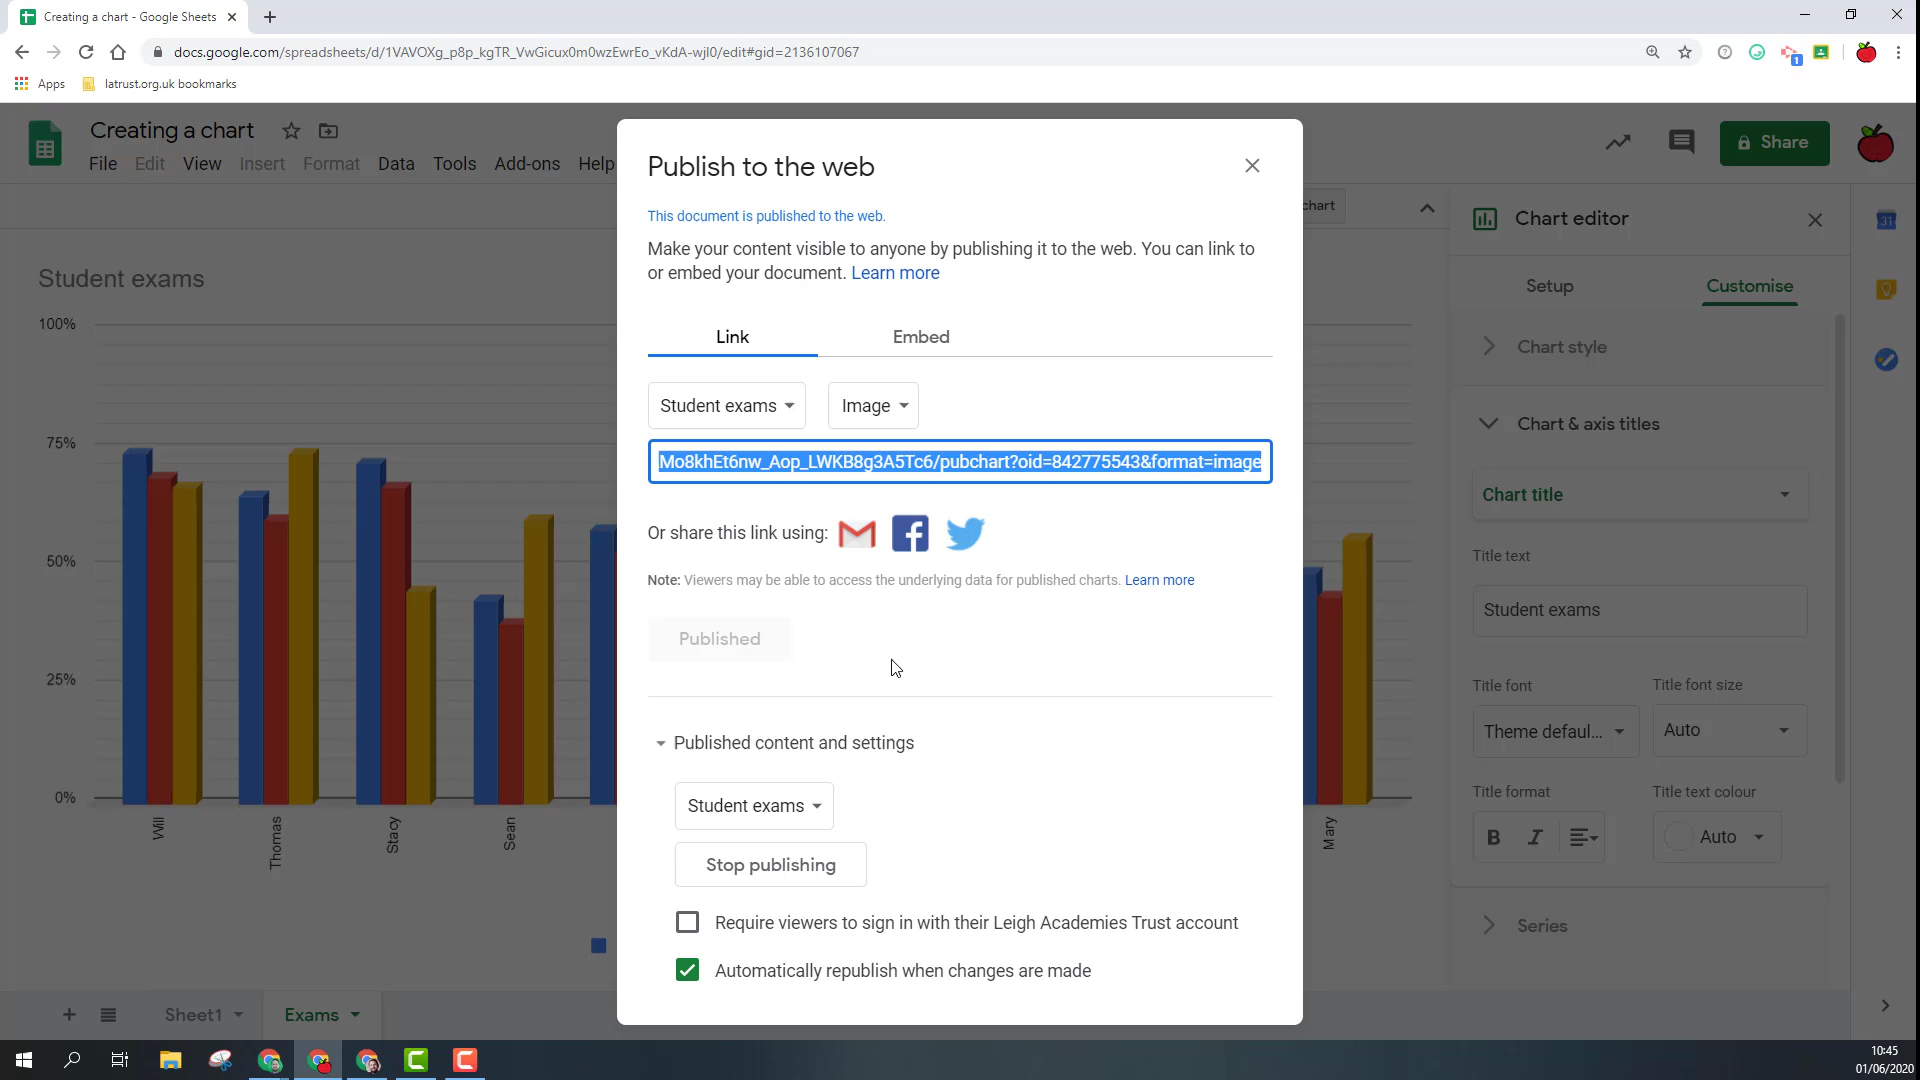 Creating a chart - Google Sheets
docs.google.com/spreadsheets/d/1VAVOXg_p8p_kgTR_VwGicux0m0wzEwrEo_vKdA-wjI0/edit#gid=2136107067
1
Apps
latrust.org.uk bookmarks
Creating a chart
File Edit View Insert Format Data Tools Add-ons Help
Share
Publish to the web
This document is published to the web.
Make your content visible to anyone by publishing it to the web. You can link to
or embed your document. Learn more
Link
Embed
Student exams
Image
Mo8khEt6nw_Aop_LWKB8g3A5Tc6/pubchart?oid=842775543&format=image
Or share this link using:
Note: Viewers may be able to access the underlying data for published charts. Learn more
Published
Published content and settings
Student exams
Stop publishing
Require viewers to sign in with their Leigh Academies Trust account
Automatically republish when changes are made
Student exams
100%
75%
50%
25%
0%
Will
Thomas
Stacy
Sean
Mary
chart
Chart editor
Setup
Customise
Chart style
Chart & axis titles
Chart title
Title text
Student exams
Title font
Title font size
Theme defaul...
Auto
Title format
Title text colour
B I
Auto
Series
31
Sheet1
Exams
10:45
01/06/2020